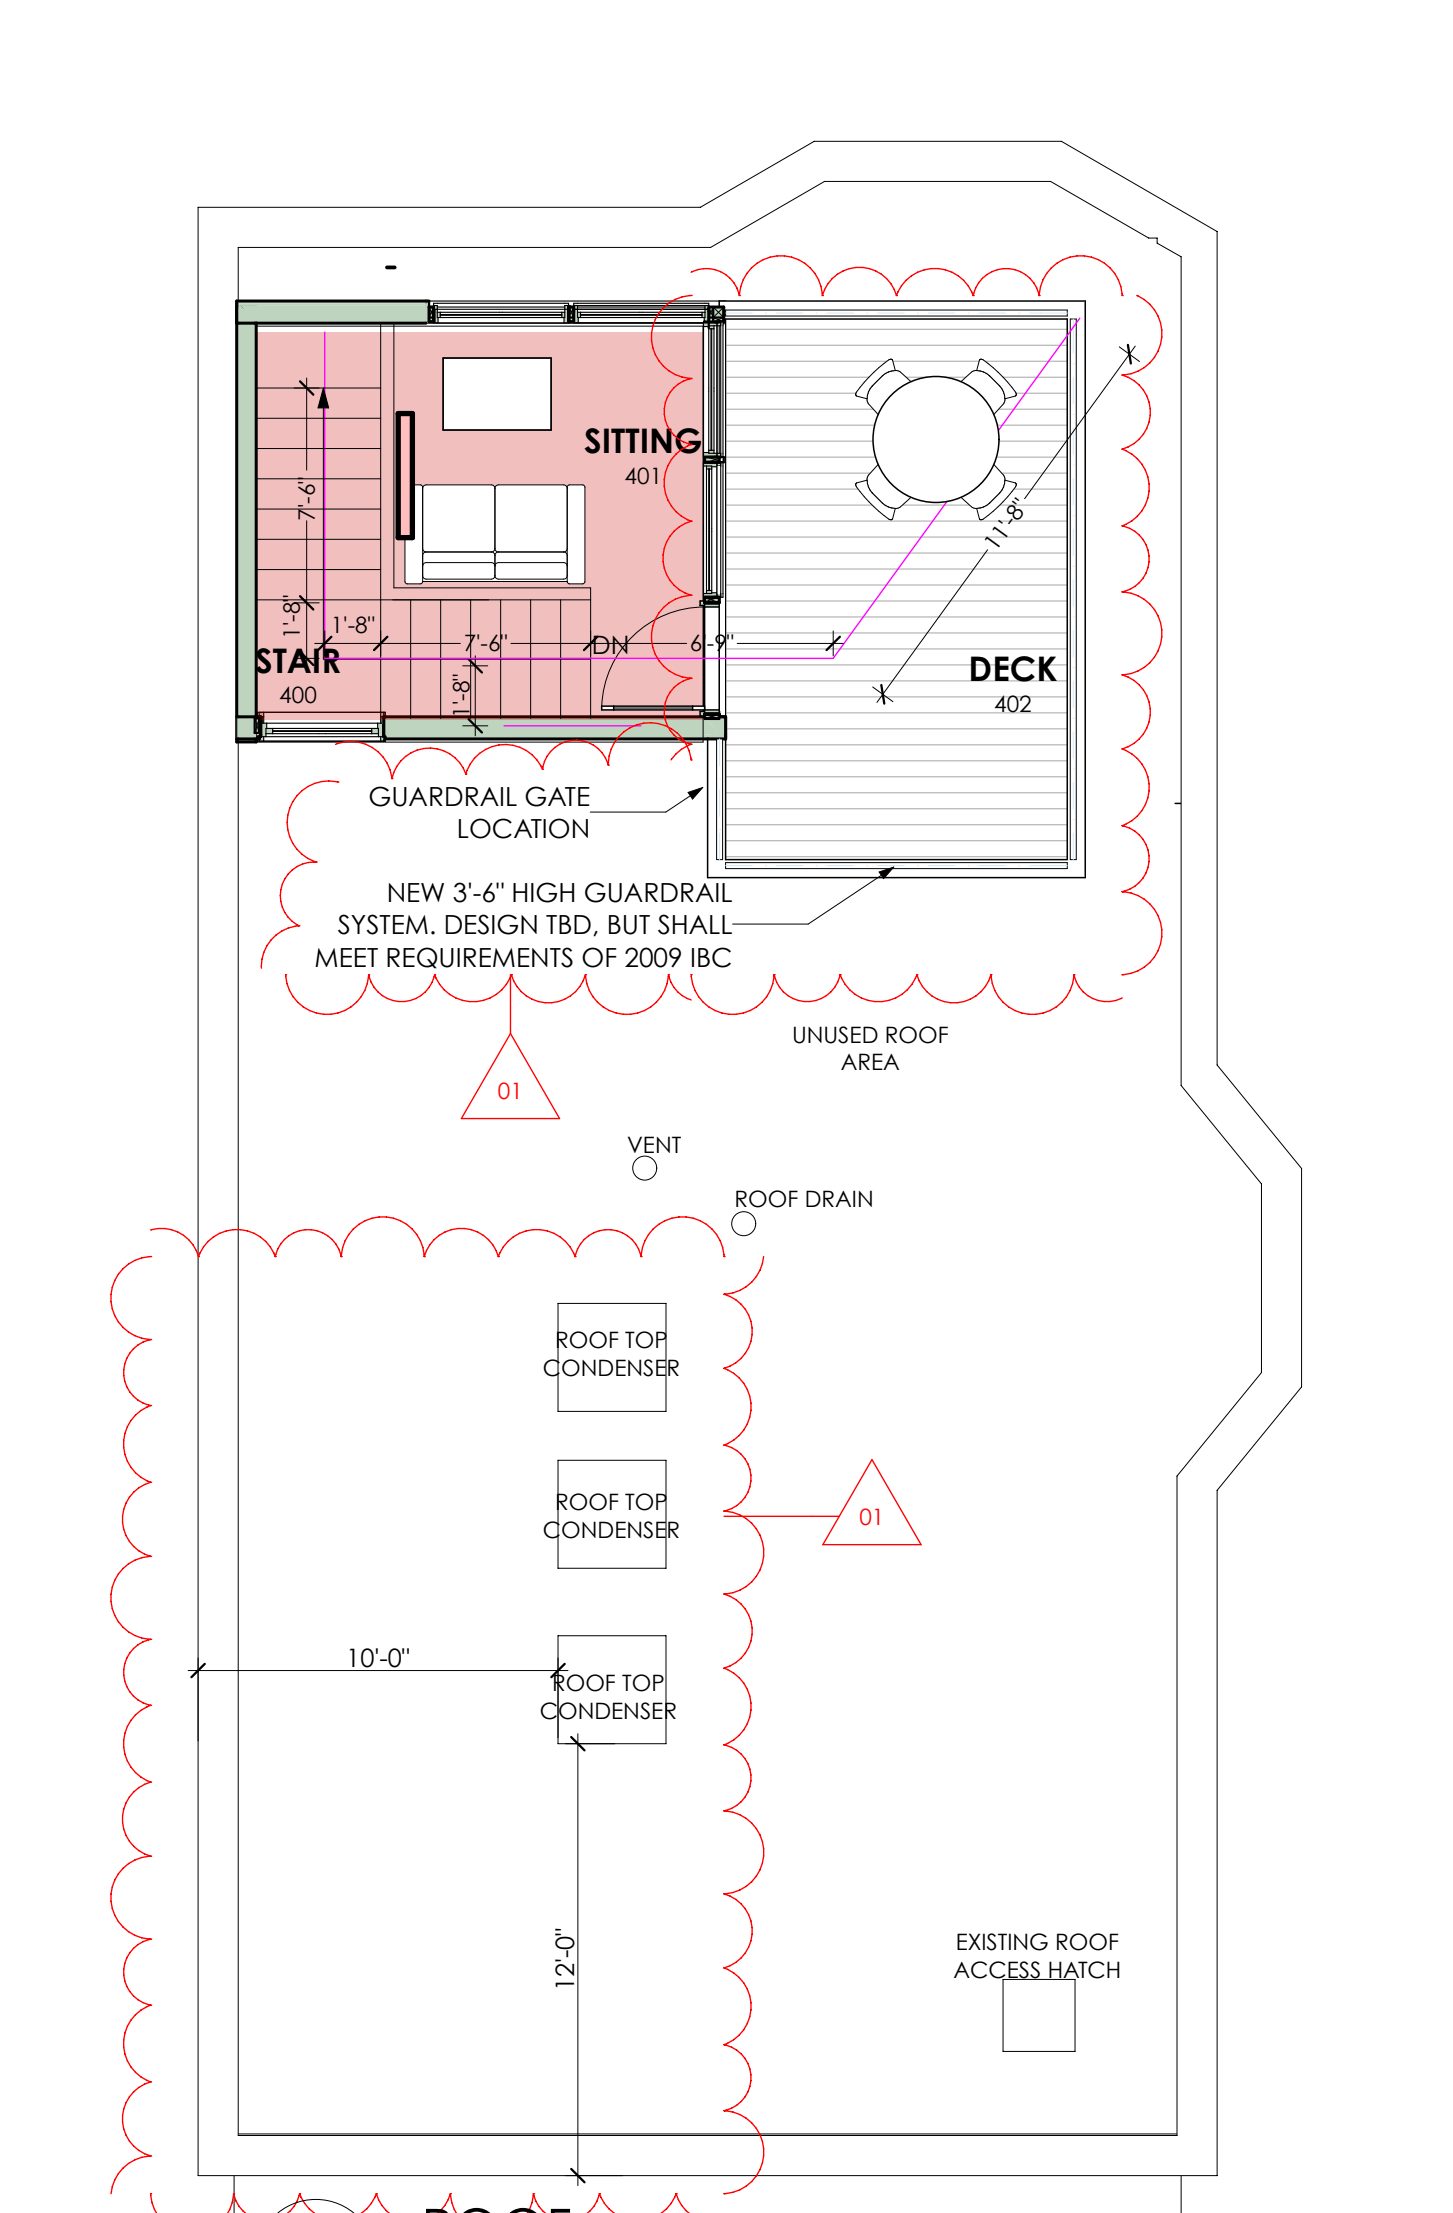 SITTING
401
7'-6"
11'-8"
1'-8"
1'-8"
7'-6"
DN
6'-9"
STAIR
400
1'-8"
DECK
402
GUARDRAIL GATE
LOCATION
NEW 3'-6" HIGH GUARDRAIL
SYSTEM. DESIGN TBD, BUT SHALL
MEET REQUIREMENTS OF 2009 IBC
UNUSED ROOF
AREA
01
VENT
ROOF DRAIN
ROOF TOP
CONDENSER
ROOF TOP
CONDENSER
01
10'-0"
ROOF TOP
CONDENSER
12'-0"
EXISTING ROOF
ACCESS HATCH